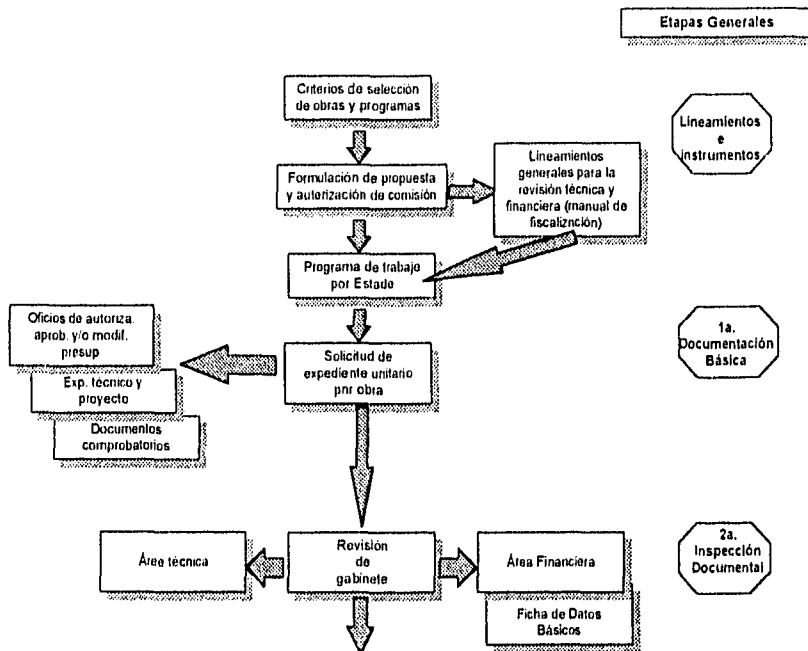 Etapas Generales
Criterios de selección
de obras y programas
Lineamientos
e
instrumentos
Formulación de propuesta
y autorización de comisión
Lineamientos
generales para la
revisión técnica y
financiera (manual de
fiscaliznción)
Programa de trabajo
por Estado
Oficios de autoriza.
aprob. y/o modif.
presup
Exp. técnico y
proyecto
Documentos
comprobatorios
Solicitud de
expediente unitario
pnr obra
1a.
Documentación
Básica
Área técnica
Revisión
de
gabinete
Área Financiera
Ficha de Datos
Básicos
2a.
Inspección
Documental